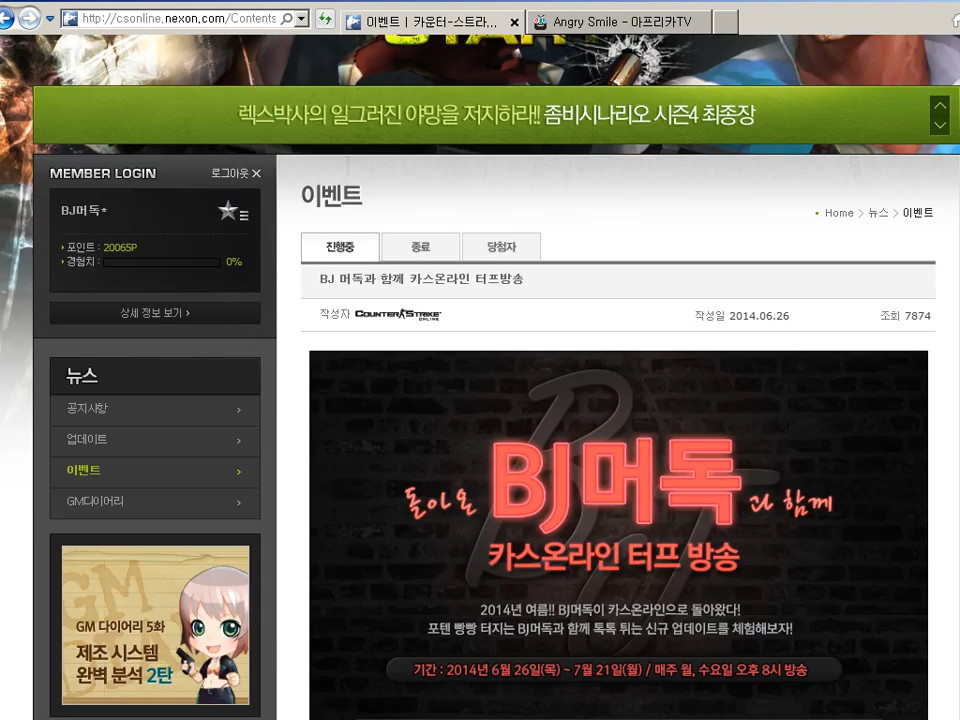 http://csonline.nexon.com/Contents
이벤트 | 카운터-스트라...
Angry Smile - 아프리카TV
렉스박사의 일그러진 야망을 저지하라!! 좀비시나리오 시즌4 최종장
MEMBER LOGIN
로그아웃
BJ머독*
포인트 : 20065P
경험치 :
0%
상세 정보 보기 ›
뉴스
공지사항
업데이트
이벤트
GM다이어리
GM
GM 다이어리 5화
제조 시스템
완벽 분석 2탄
이벤트
Home > 뉴스 > 이벤트
진행중
종료
당첨자
BJ 머독과 함께 카스온라인 터프방송
작성자 COUNTER STRIKE ONLINE
작성일 2014.06.26
조회 7874
돌아온 BJ머독과 함께
카스온라인 터프 방송
2014년 여름!! BJ머독이 카스온라인으로 돌아왔다!
포텐 빵빵 터지는 BJ머독과 함께 톡톡 튀는 신규 업데이트를 체험해보자!
기간 : 2014년 6월 26일(목) ~ 7월 21일(월) / 매주 월, 수요일 오후 8시 방송